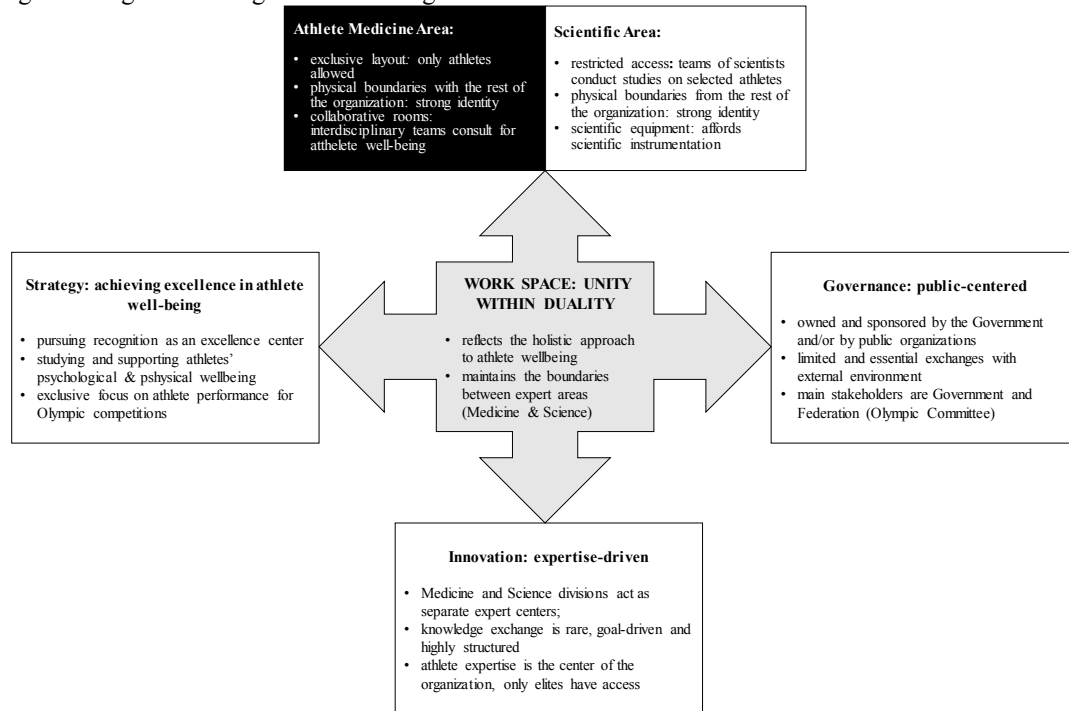 Athlete Medicine Area:
• exclusive layout: only athletes
allowed
• physical boundaries with the rest of
the organization: strong identity
• collaborative rooms:
interdisciplinary teams consult for
atthelete well-being
Scientific Area:
• restricted access: teams of scientists
conduct studies on selected athletes
• physical boundaries from the rest of
the organization: strong identity
• scientific equipment: affords
scientific instrumentation
Strategy: achieving excellence in athlete
well-being
• pursuing recognition as an excellence center
• studying and supporting athletes’
psychological & pshysical wellbeing
• exclusive focus on athlete performance for
Olympic competitions
WORK SPACE: UNITY
WITHIN DUALITY
• reflects the holistic approach
to athlete wellbeing
• maintains the boundaries
between expert areas
(Medicine & Science)
Governance: public-centered
• owned and sponsored by the Government
and/or by public organizations
• limited and essential exchanges with
external environment
• main stakeholders are Government and
Federation (Olympic Committee)
Innovation: expertise-driven
• Medicine and Science divisions act as
separate expert centers;
• knowledge exchange is rare, goal-driven and
highly structured
• athlete expertise is the center of the
organization, only elites have access